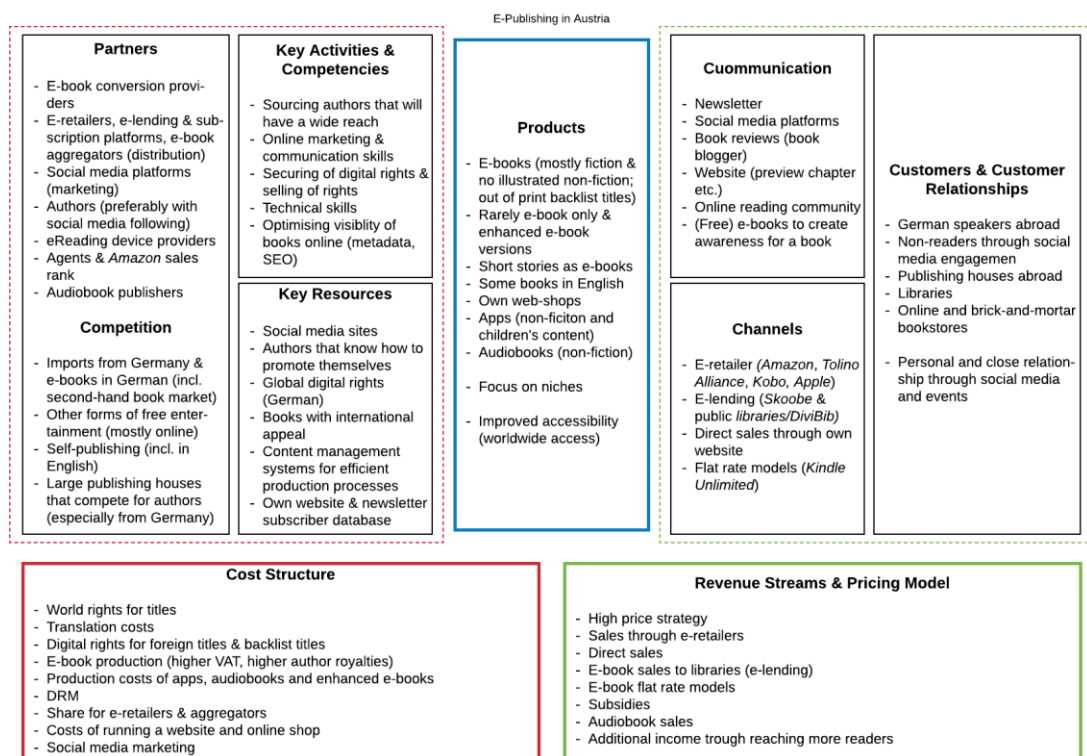 E-Publishing in Austria
Partners
- E-book conversion provi-
ders
- E-retailers, e-lending & sub-
scription platforms, e-book
aggregators (distribution)
- Social media platforms
(marketing)
- Authors (preferably with
social media following)
- eReading device providers
- Agents & Amazon sales
rank
- Audiobook publishers
Competition
- Imports from Germany &
e-books in German (incl.
second-hand book market)
- Other forms of free enter-
tainment (mostly online)
- Self-publishing (incl. in
English)
- Large publishing houses
that compete for authors
(especially from Germany)
Key Activities &
Competencies
- Sourcing authors that will
have a wide reach
- Online marketing &
communication skills
- Securing of digital rights &
selling of rights
- Technical skills
- Optimising visiblity of
books online (metadata,
SEO)
Key Resources
- Social media sites
- Authors that know how to
promote themselves
- Global digital rights
(German)
- Books with international
appeal
- Content management
systems for efficient
production processes
- Own website & newsletter
subscriber database
Products
- E-books (mostly fiction &
no illustrated non-fiction;
out of print backlist titles)
- Rarely e-book only &
enhanced e-book
versions
- Short stories as e-books
- Some books in English
- Own web-shops
- Apps (non-ficiton and
children's content)
- Audiobooks (non-fiction)
- Focus on niches
- Improved accessibility
(worldwide access)
Cuommunication
- Newsletter
- Social media platforms
- Book reviews (book
blogger)
- Website (preview chapter
etc.)
- Online reading community
- (Free) e-books to create
awareness for a book
Channels
- E-retailer (Amazon, Tolino
Alliance, Kobo, Apple)
- E-lending (Skoobe &
public libraries/DiviBib)
- Direct sales through own
website
- Flat rate models (Kindle
Unlimited)
Customers & Customer
Relationships
- German speakers abroad
- Non-readers through social
media engagemen
- Publishing houses abroad
- Libraries
- Online and brick-and-mortar
bookstores
- Personal and close relation-
ship through social media
and events
Cost Structure
- World rights for titles
- Translation costs
- Digital rights for foreign titles & backlist titles
- E-book production (higher VAT, higher author royalties)
- Production costs of apps, audiobooks and enhanced e-books
- DRM
- Share for e-retailers & aggregators
- Costs of running a website and online shop
- Social media marketing
Revenue Streams & Pricing Model
- High price strategy
- Sales through e-retailers
- Direct sales
- E-book sales to libraries (e-lending)
- E-book flat rate models
- Subsidies
- Audiobook sales
- Additional income trough reaching more readers